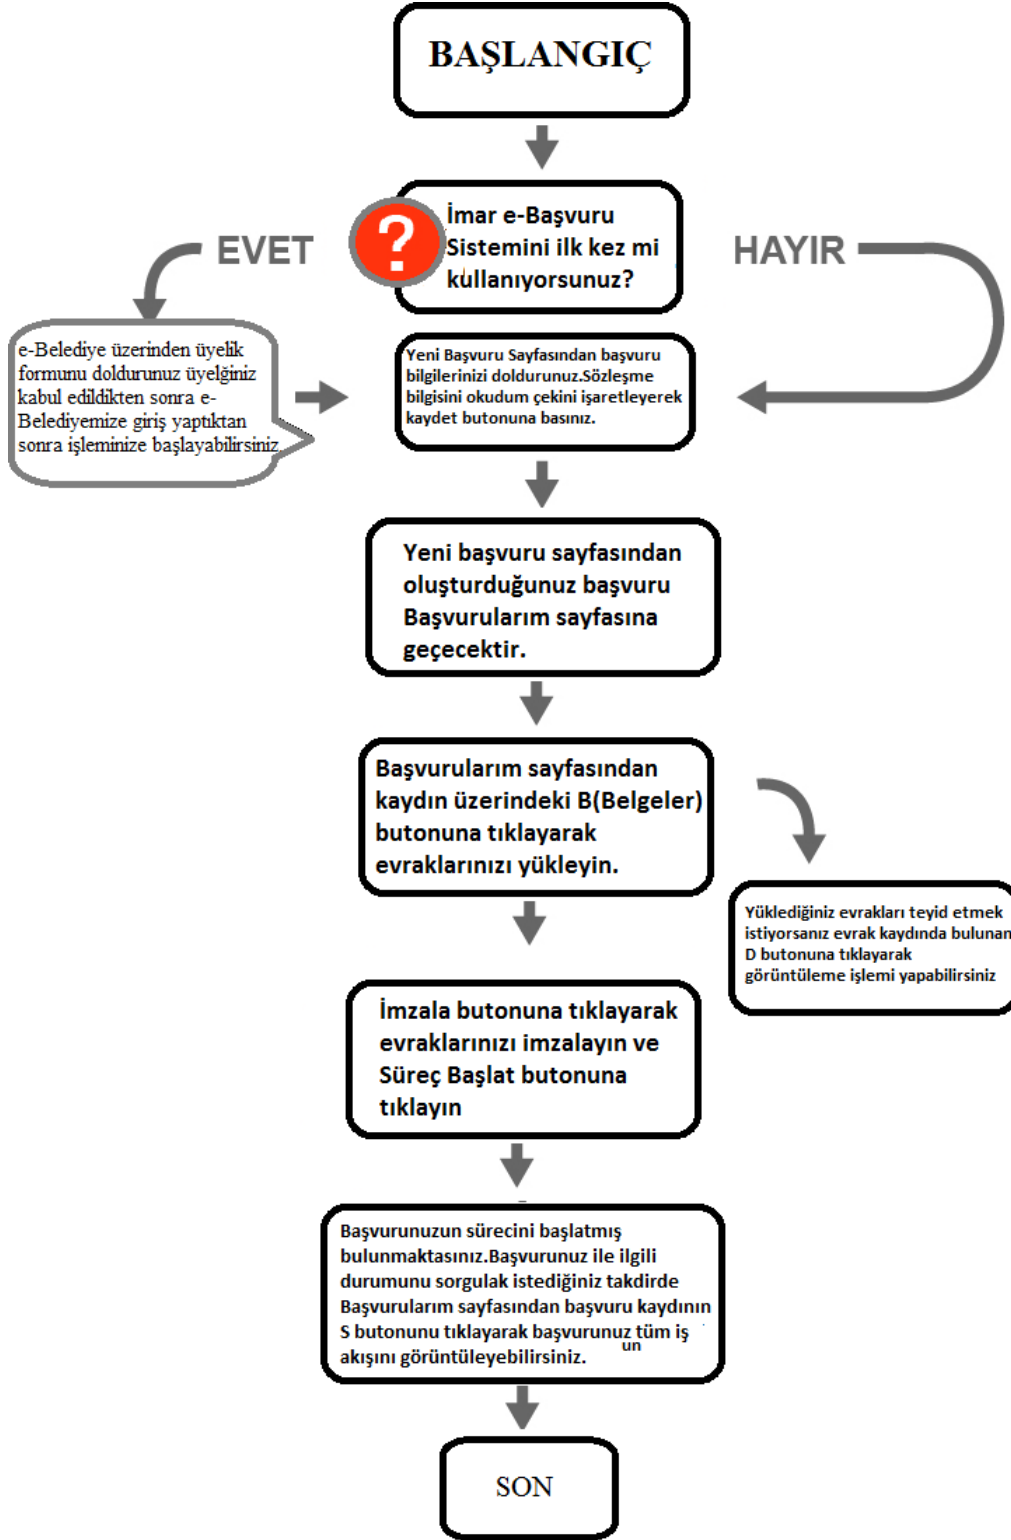 BAŞLANGIÇ
?
İmar e-Başvuru
Sistemini ilk kez mi
kullanıyorsunuz?
EVET
HAYIR
e-Belediye üzerinden üyelik
formunu doldurunuz üyelğiniz
kabul edildikten sonra e-
Belediyemize giriş yaptıktan
sonra işleminize başlayabilirsiniz
Yeni Başvuru Sayfasından başvuru
bilgilerinizi doldurunuz.Sözleşme
bilgisini okudum çekini işaretleyerek
kaydet butonuna basınız.
Yeni başvuru sayfasından
oluşturduğunuz başvuru
Başvurularım sayfasına
geçecektir.
Başvurularım sayfasından
kaydın üzerindeki B(Belgeler)
butonuna tıklayarak
evraklarınızı yükleyin.
Yüklediğiniz evrakları teyid etmek
istiyorsanız evrak kaydında bulunan
D butonuna tıklayarak
görüntüleme işlemi yapabilirsiniz
İmzala butonuna tıklayarak
evraklarınızı imzalayın ve
Süreç Başlat butonuna
tıklayın
Başvurunuzun sürecini başlatmış
bulunmaktasınız.Başvurunuz ile ilgili
durumunu sorgulak istediğiniz takdirde
Başvurularım sayfasından başvuru kaydının
S butonunu tıklayarak başvurunuz tüm iş
un
akışını görüntüleyebilirsiniz.
SON